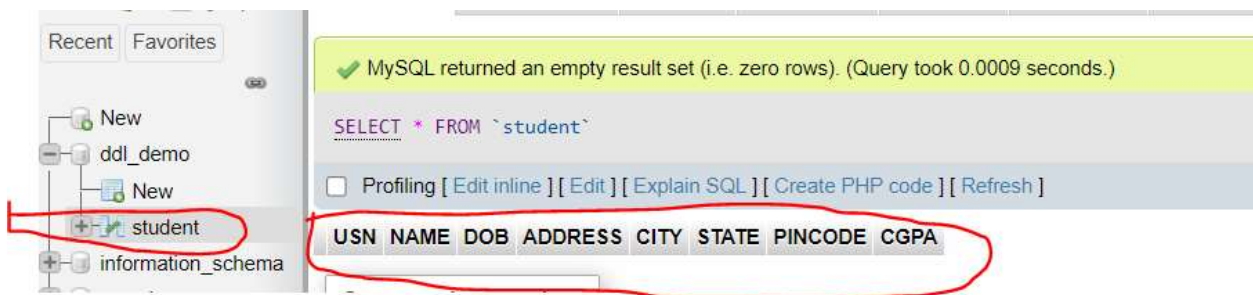 Recent Favorites
New
ddl_demo
New
student
information_schema
MySQL returned an empty result set (i.e. zero rows). (Query took 0.0009 seconds.)
SELECT * FROM `student`
Profiling [ Edit inline ] [ Edit ] [ Explain SQL ] [ Create PHP code ] [ Refresh ]
USN NAME DOB ADDRESS CITY STATE PINCODE CGPA